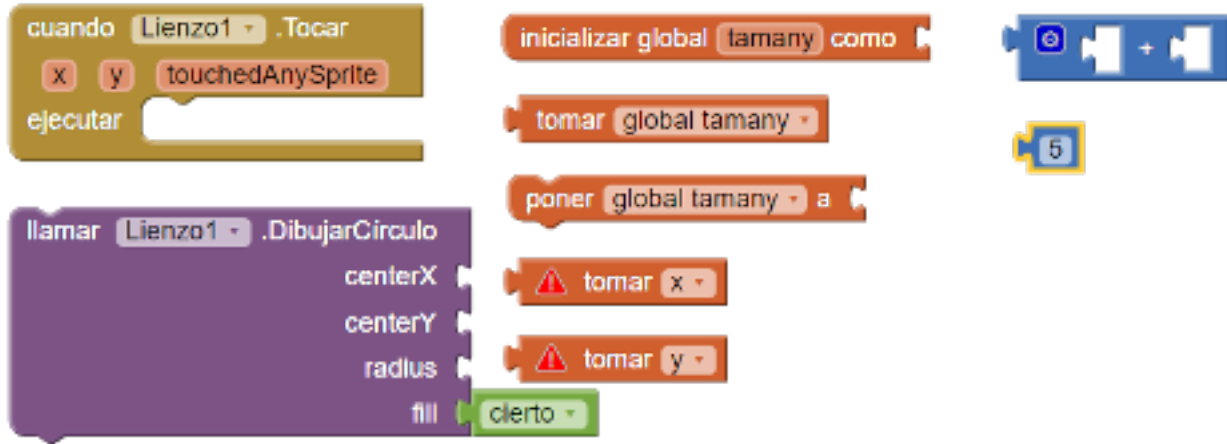 cuando Lienzo1 .Tocar
x y touchedAnySprite
ejecutar
llamar Lienzo1 .DibujarCírculo
centerX
centerY
radius
fill cierto
inicializar global tamany como
tomar global tamany
poner global tamany a
tomar x
tomar y
+
5